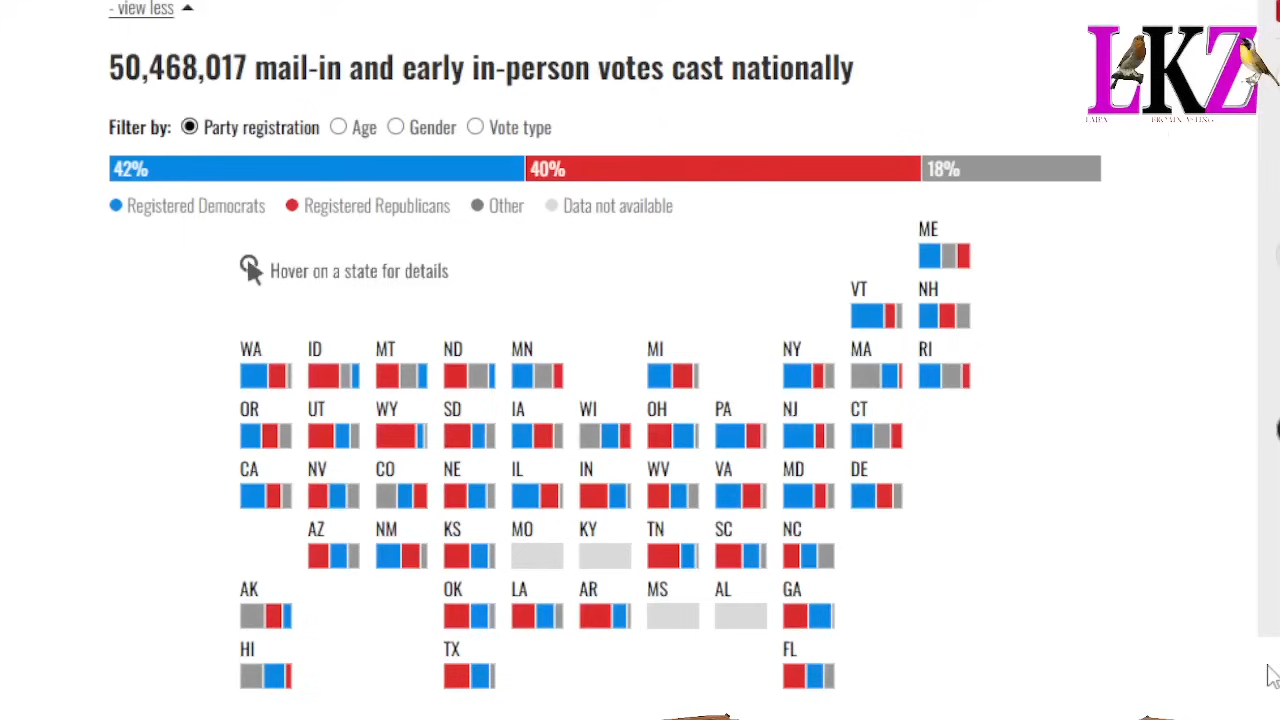 - view less
50,468,017 mail-in and early in-person votes cast nationally
LKZ
Filter by: Party registration Age Gender Vote type
42% 40% 18%
Registered Democrats Registered Republicans Other Data not available
ME
Hover on a state for details
VT NH
WA ID MT ND MN MI NY MA RI
OR UT WY SD IA WI OH PA NJ CT
CA NV CO NE IL IN WV VA MD DE
AZ NM KS MO KY TN SC NC
AK OK LA AR MS AL GA
HI TX FL